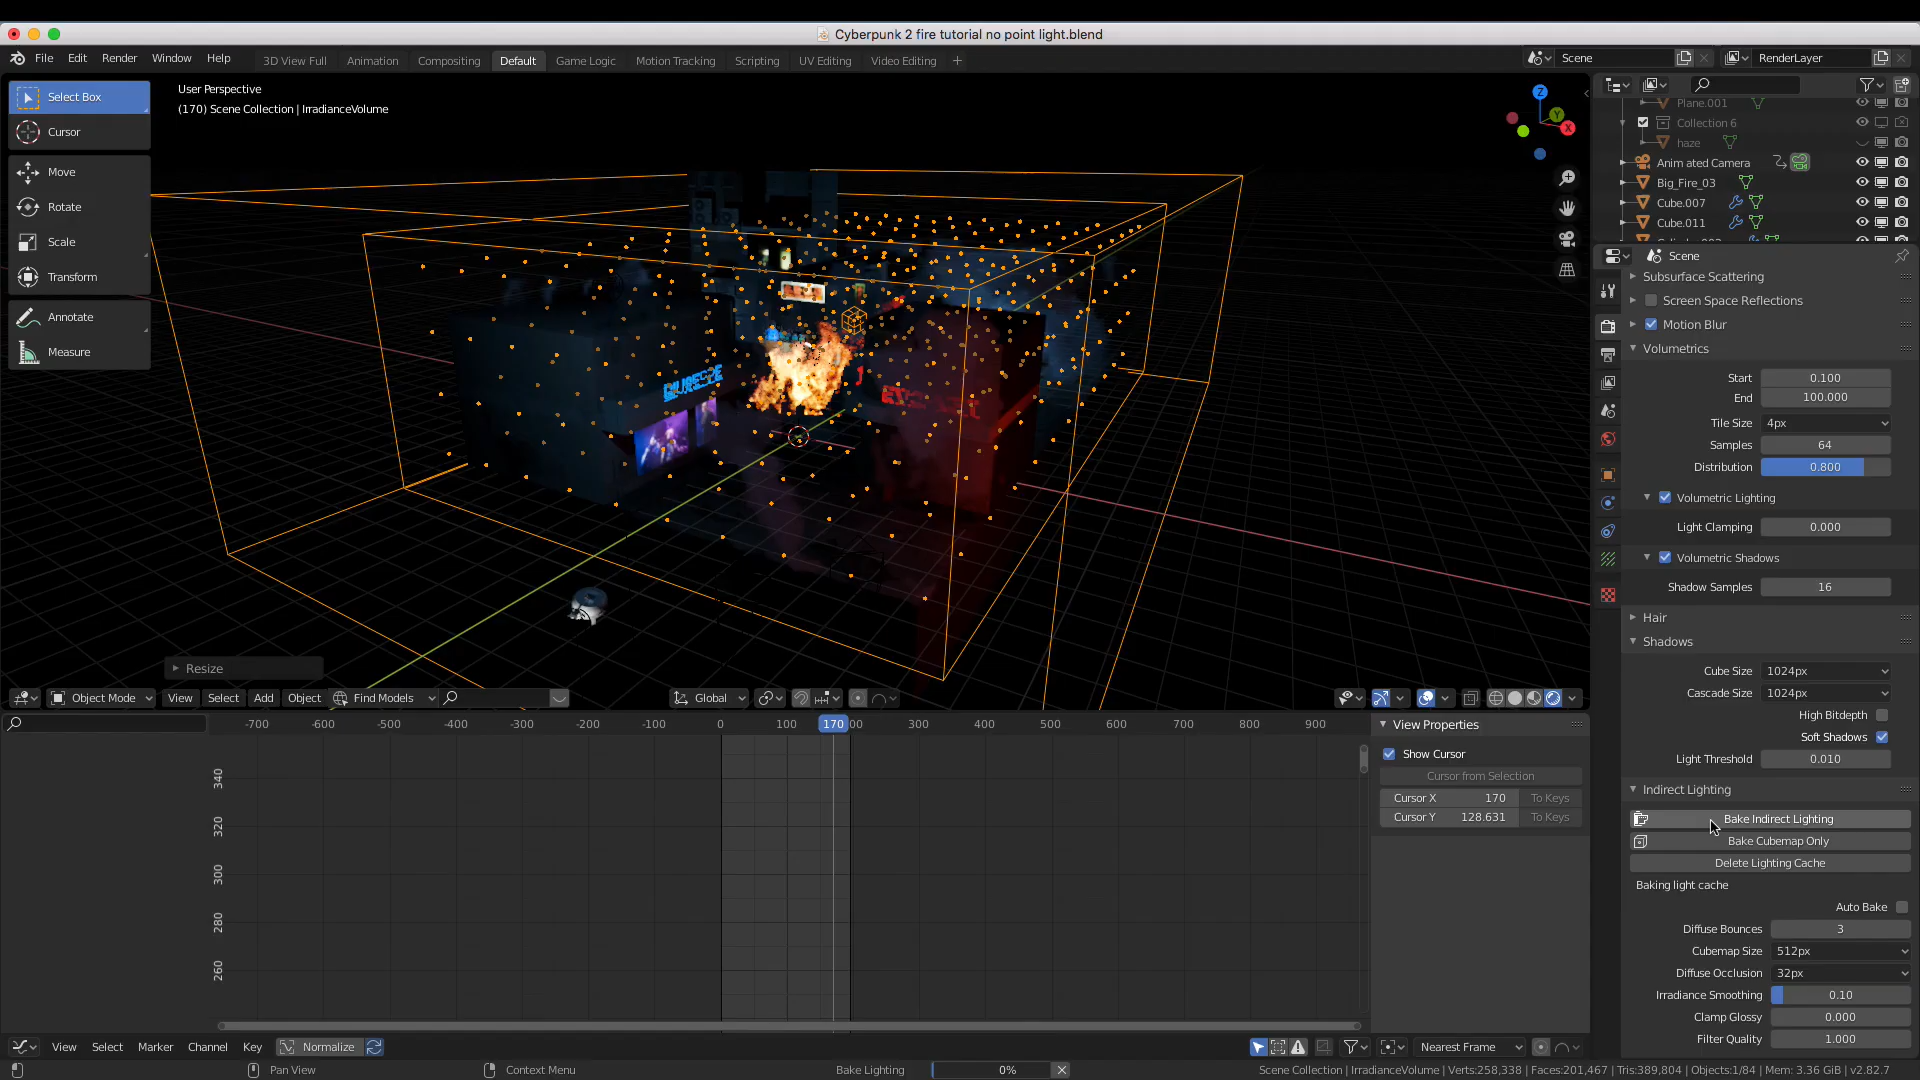 Cyberpunk 2 fire tutorial no point light.blend
File Edit Render Window Help
3D View Full Animation Compositing Default Game Logic Motion Tracking Scripting UV Editing Video Editing +
Scene
RenderLayer
Select Box
Cursor
Move
Rotate
Scale
Transform
Annotate
Measure
User Perspective
(170) Scene Collection | IrradianceVolume
Z
Y
X
Resize
Object Mode View Select Add Object Find Models
Global
-700 -600 -500 -400 -300 -200 -100 0 100 170 200 300 400 500 600 700 800 900
340
320
300
280
260
View Properties
Show Cursor
Cursor from Selection
Cursor X 170 To Keys
Cursor Y 128.631 To Keys
View Select Marker Channel Key Normalize
Nearest Frame
Pan View
Context Menu
Bake Lighting 0%
Scene Collection | IrradianceVolume | Verts:258,338 | Faces:201,467 | Tris:389,804 | Objects:1/84 | Mem: 3.36 GiB | v2.82.7
Plane.001
Collection 6
haze
Anim ated Camera
Big_Fire_03
Cube.007
Cube.011
Scene
Subsurface Scattering
Screen Space Reflections
Motion Blur
Volumetrics
Start 0.100
End 100.000
Tile Size 4px
Samples 64
Distribution 0.800
Volumetric Lighting
Light Clamping 0.000
Volumetric Shadows
Shadow Samples 16
Hair
Shadows
Cube Size 1024px
Cascade Size 1024px
High Bitdepth
Soft Shadows
Light Threshold 0.010
Indirect Lighting
Bake Indirect Lighting
Bake Cubemap Only
Delete Lighting Cache
Baking light cache
Auto Bake
Diffuse Bounces 3
Cubemap Size 512px
Diffuse Occlusion 32px
Irradiance Smoothing 0.10
Clamp Glossy 0.000
Filter Quality 1.000